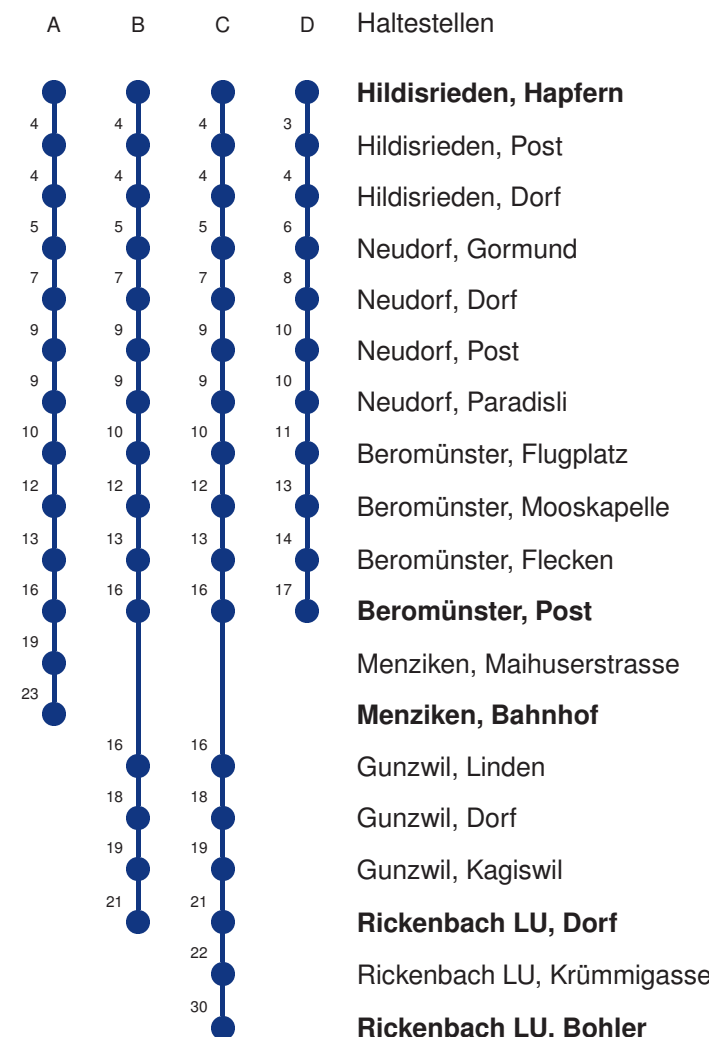 A B C D Haltestellen
Hildisrieden, Hapfern
4 4 4 3 Hildisrieden, Post
4 4 4 4 Hildisrieden, Dorf
5 5 5 6 Neudorf, Gormund
7 7 7 8 Neudorf, Dorf
9 9 9 10 Neudorf, Post
9 9 9 10 Neudorf, Paradisli
10 10 10 11 Beromünster, Flugplatz
12 12 12 13 Beromünster, Mooskapelle
13 13 13 14 Beromünster, Flecken
16 16 16 17 Beromünster, Post
19 Menziken, Maihuserstrasse
23 Menziken, Bahnhof
16 16 Gunzwil, Linden
18 18 Gunzwil, Dorf
19 19 Gunzwil, Kagiswil
21 21 Rickenbach LU, Dorf
22 Rickenbach LU, Krümmigasse
30 Rickenbach LU, Bohler